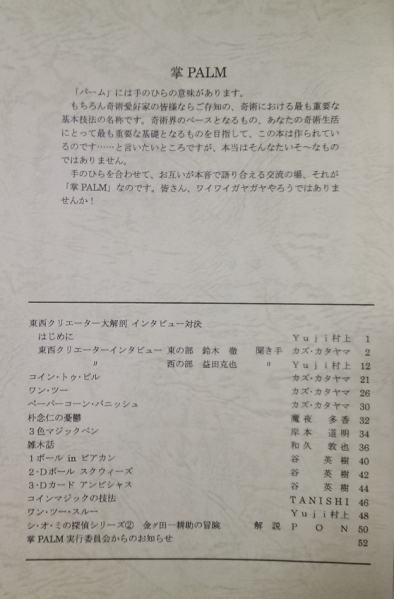 掌PALM
「パーム」には手のひらの意味があります。
もちろん奇術愛好家の皆様ならご存知の、奇術における最も重要な
基本技法の名称です。奇術界のベースとなるもの、あなたの奇術生活
にとって最も重要な基礎となるものを目指して、この本は作られてい
るのです……と言いたいところですが、本当はそんなたいそ〜なもの
ではありません。
手のひらを合わせて、お互いが本音で語り合える交流の場、それが
「掌PALM」なのです。皆さん、ワイワイガヤガヤやろうではありま
せんか！
東西クリエーター大解剖 インタビュー対決
はじめに Yuji村上 1
東西クリエーターインタビュー 東の部 鈴木 徹 聞き手 カズ・カタヤマ 2
〃 西の部 益田克也 〃 Yuji村上 12
コイン・トゥ・ビル カズ・カタヤマ 21
ワン・ツー カズ・カタヤマ 26
ペーパーコーン・バニッシュ カズ・カタヤマ 30
朴念仁の憂鬱 魔夜 多香 32
3色マジックペン 岸本 道明 34
雑木話 和久 敦也 36
1ボール in ビアカン 谷 英樹 40
2・Dボール スクウィーズ 谷 英樹 42
3・Dカード アンビシャス 谷 英樹 44
コインマジックの技法 TANISHI 46
ワン・ツー・スルー Yuji村上 48
シ・オ・ミの探偵シリーズ② 金ダ田一耕助の冒険 解説 PON 50
掌PALM実行委員会からのお知らせ 52